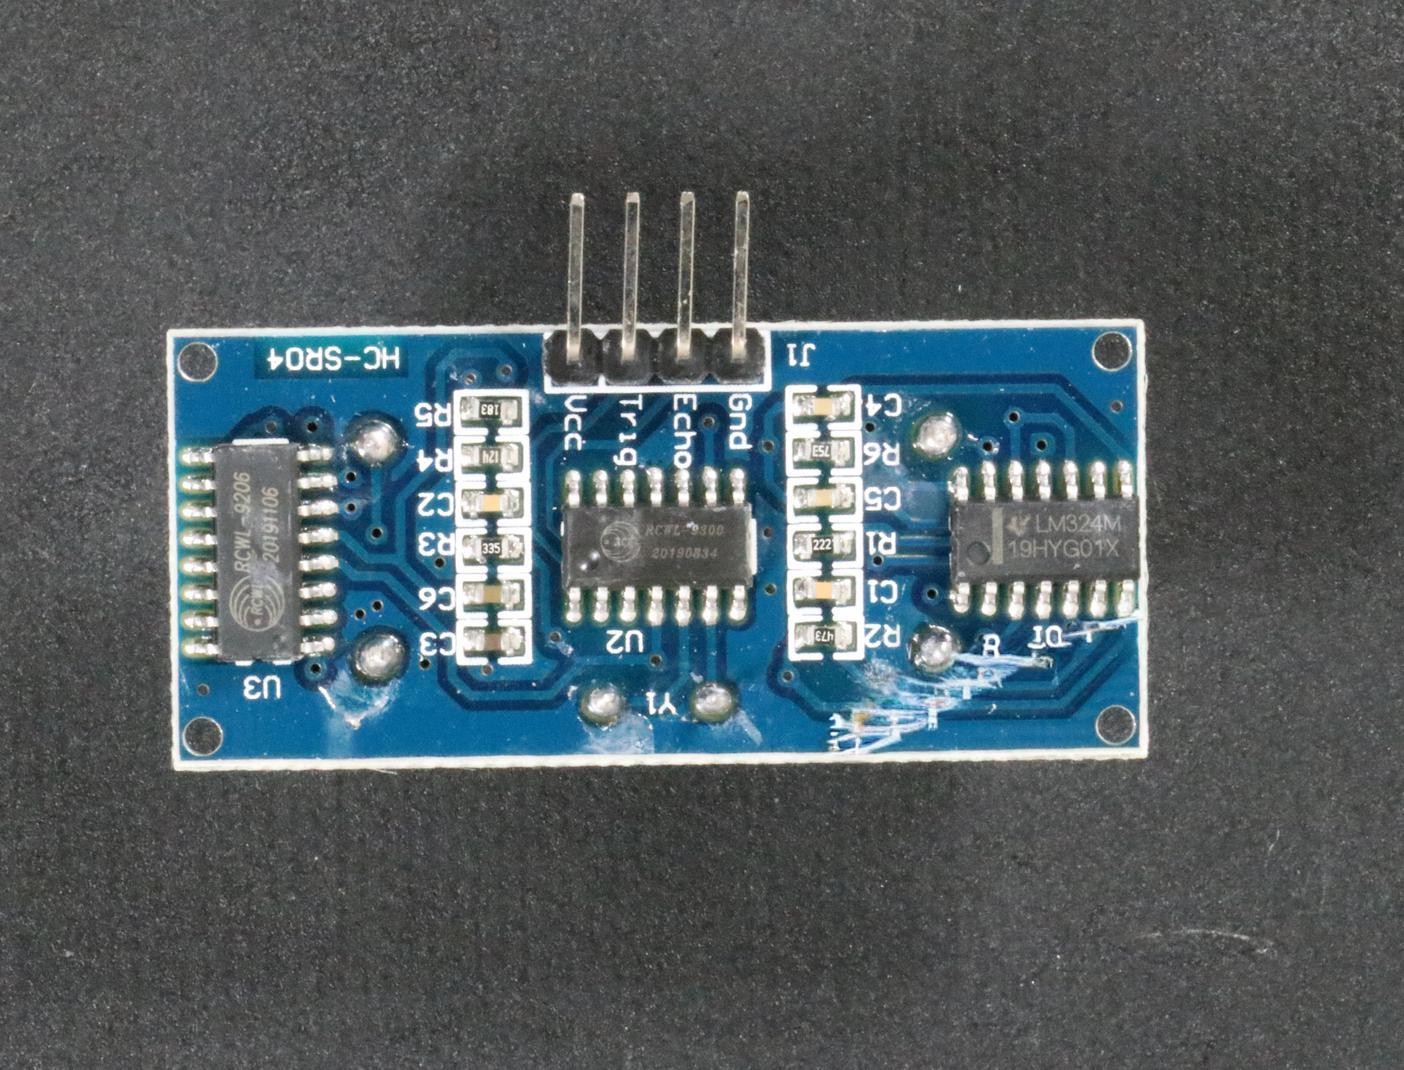 HC-SR04
J1
Vcc
Trig
Echo
Gnd
R5
183
R4
124
C2
R3
335
C6
C3
C4
R6
753
C5
R1
222
C1
R2
473
RCWL-9206
20191106
RCWL
U3
RCWL-9300
20190834
U2
Y1
LM324M
19HYG01X